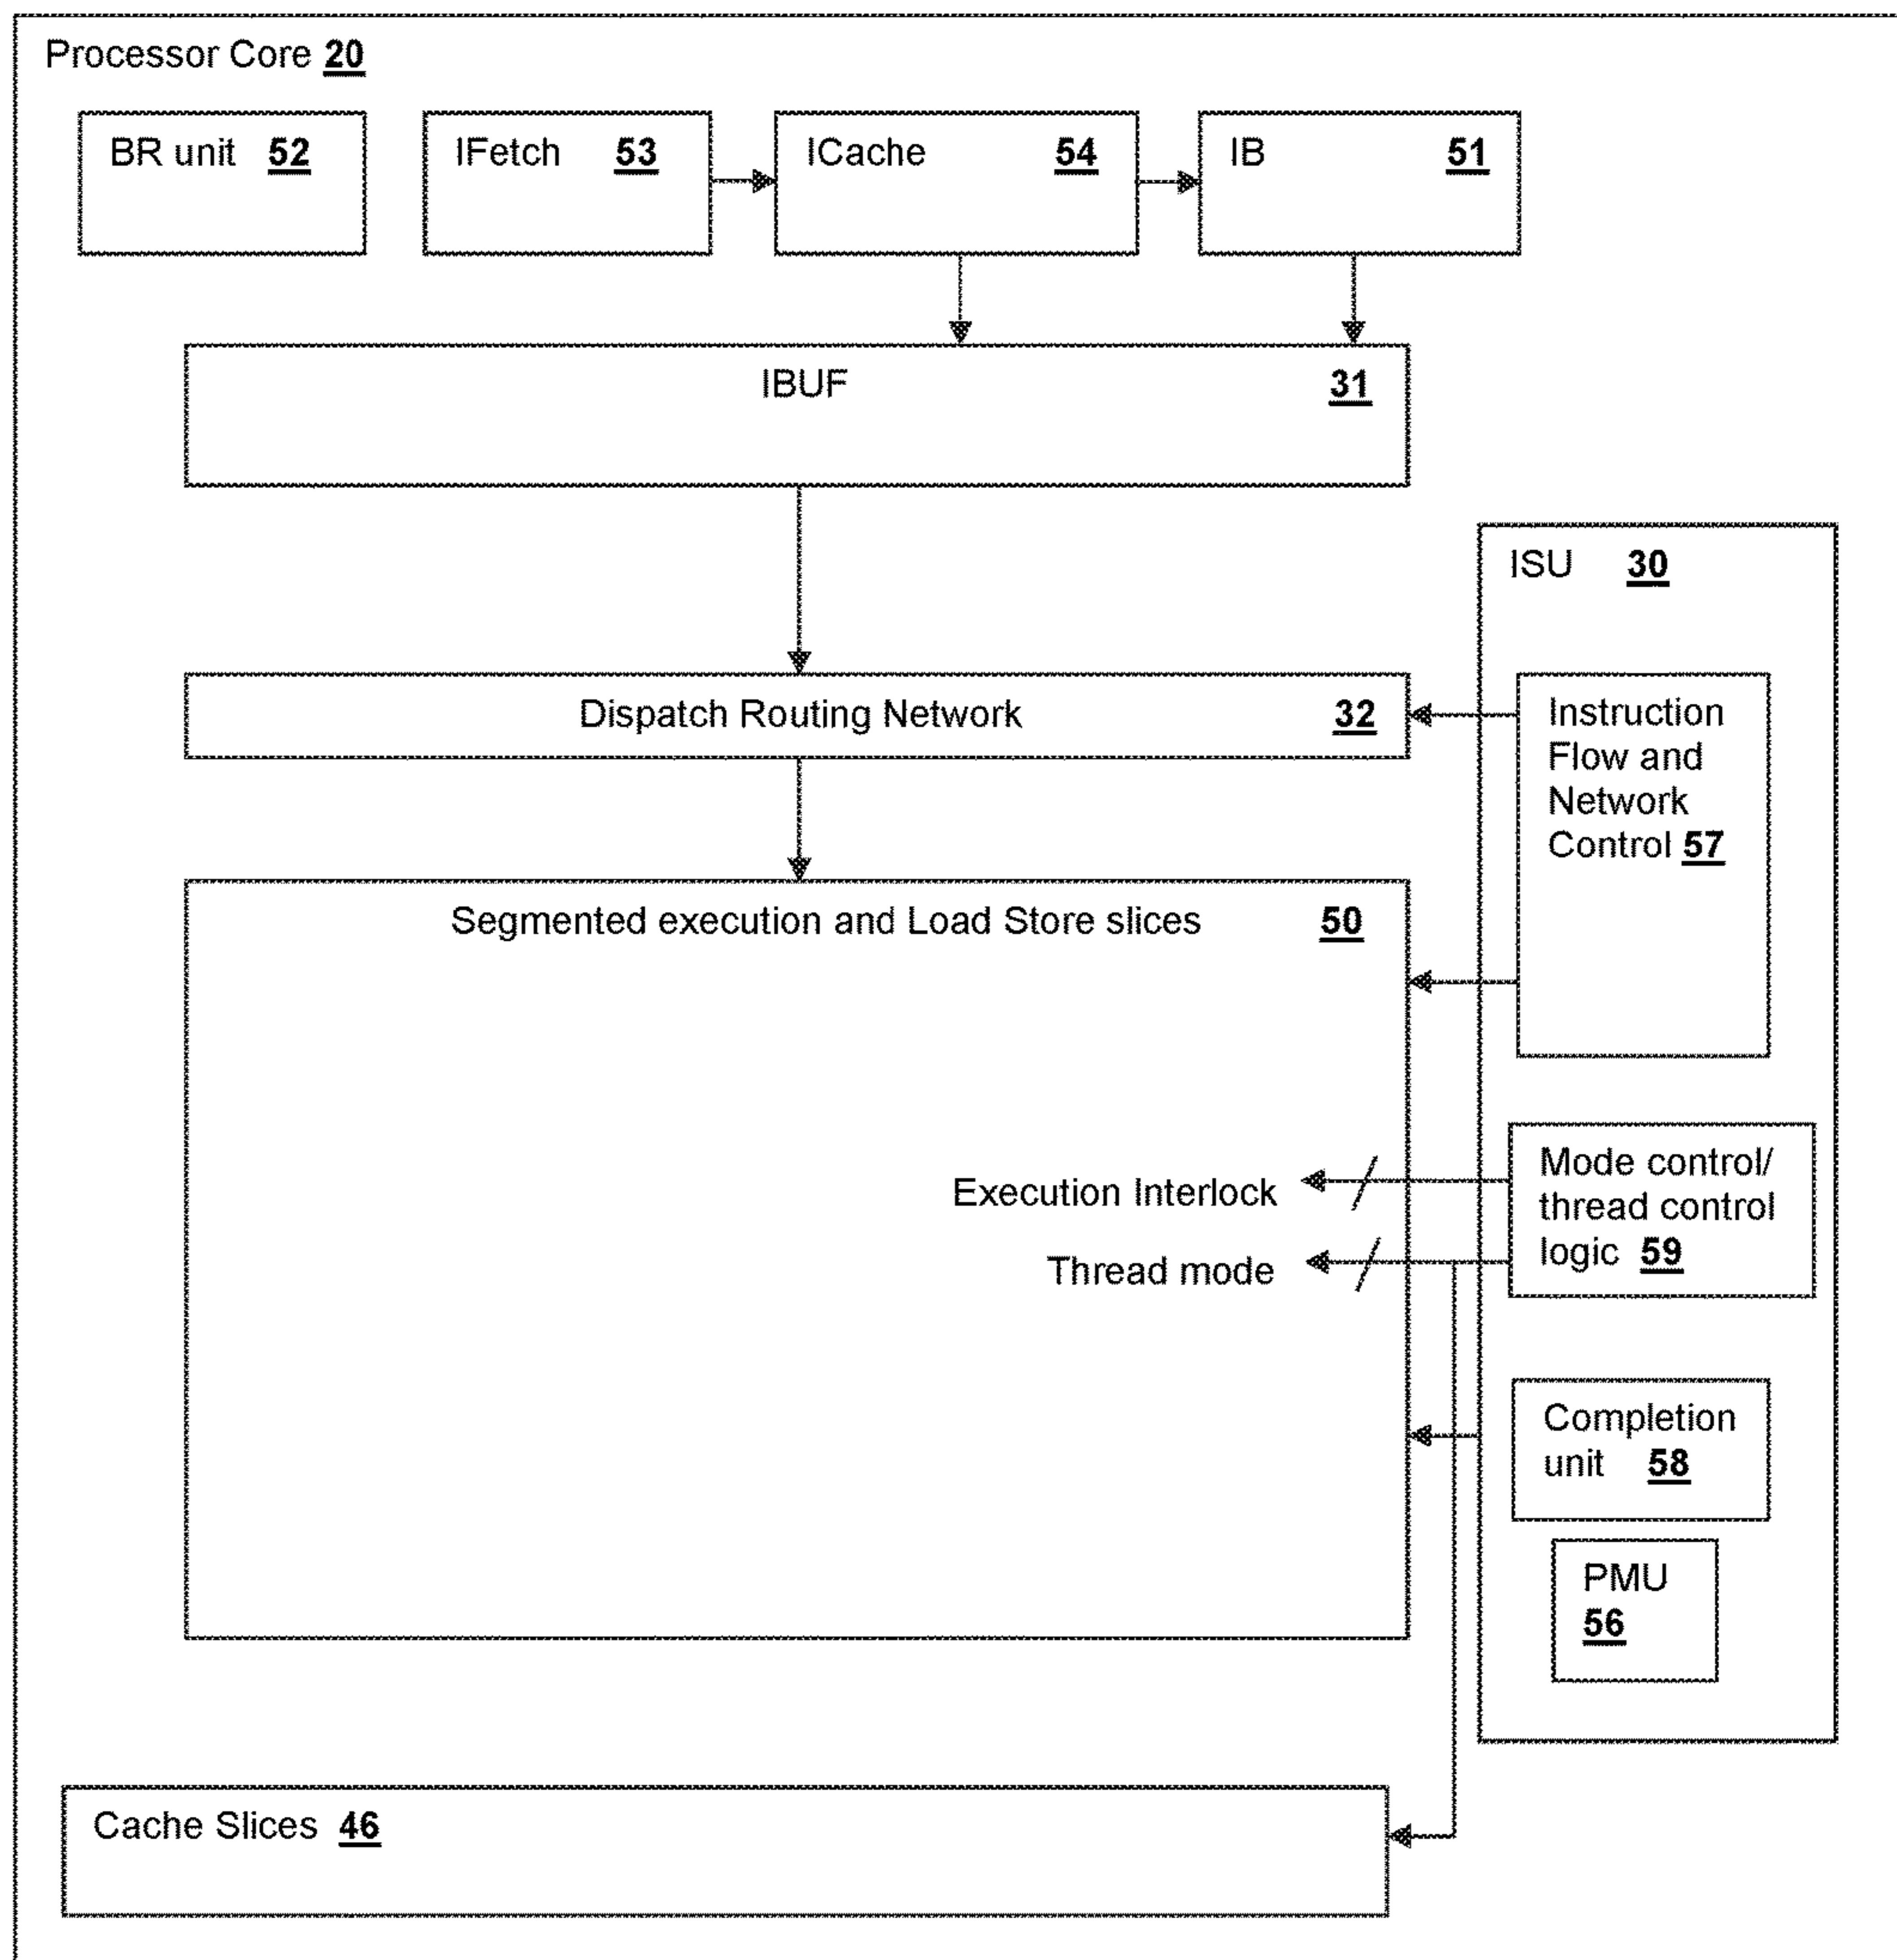 Processor Core 20
BR unit 52
IFetch 53
ICache 54
IB 51
IBUF 31
ISU 30
Dispatch Routing Network 32
Instruction
Flow and
Network
Control 57
Segmented execution and Load Store slices 50
Execution Interlock
Thread mode
Mode control/
thread control
logic 59
Completion
unit 58
PMU
56
Cache Slices 46